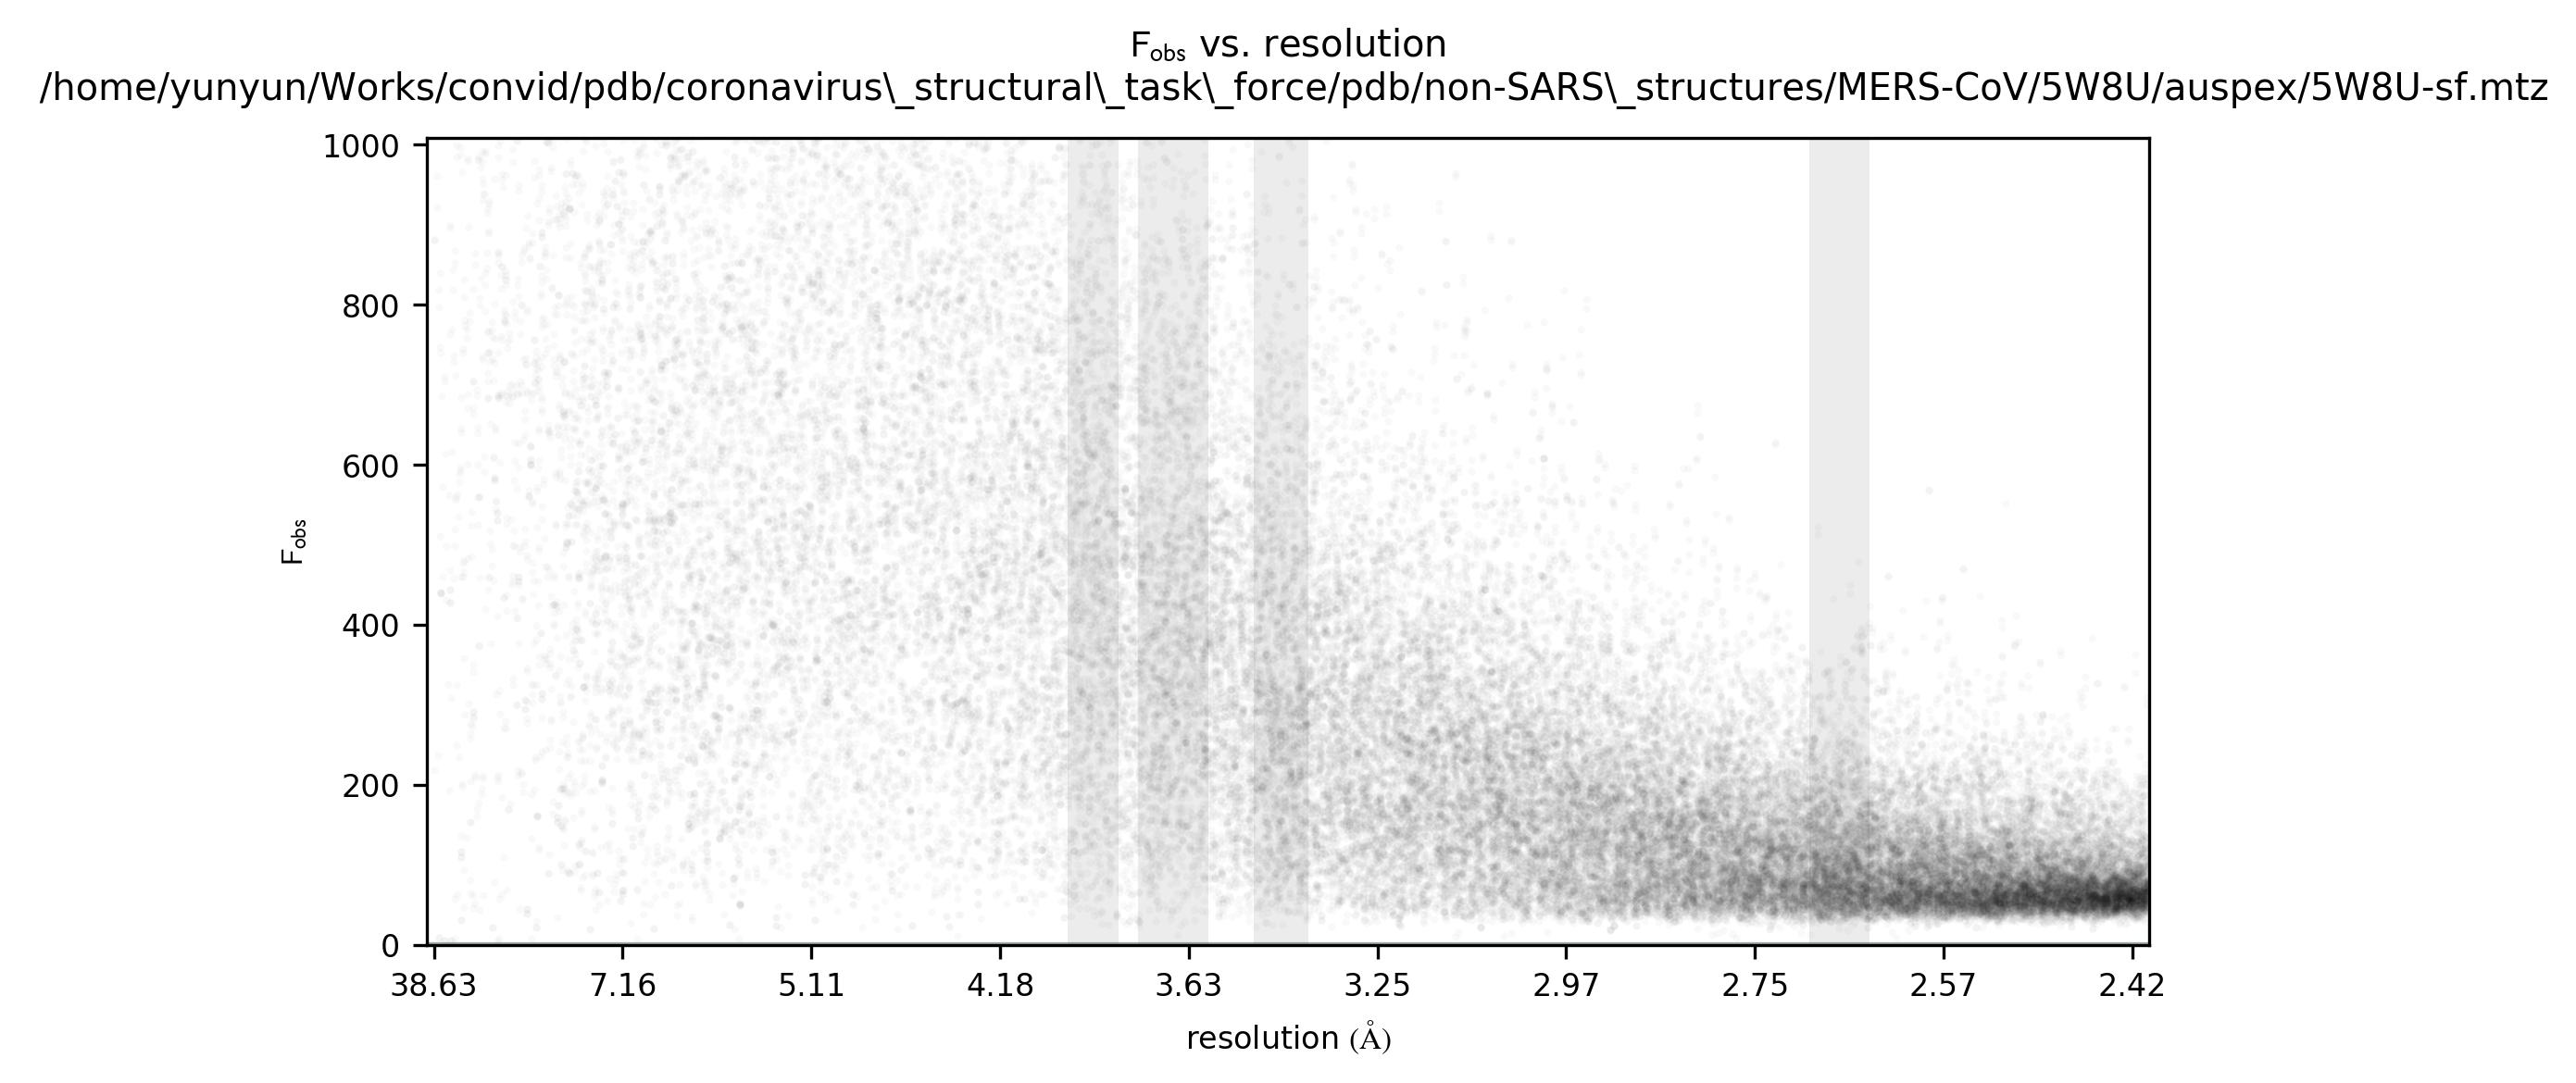 F_obs vs. resolution
/home/yunyun/Works/convid/pdb/coronavirus\_structural\_task\_force/pdb/non-SARS\_structures/MERS-CoV/5W8U/auspex/5W8U-sf.mtz
1000
800
600
400
200
0
F_obs
38.63 7.16 5.11 4.18 3.63 3.25 2.97 2.75 2.57 2.42
resolution (Å)